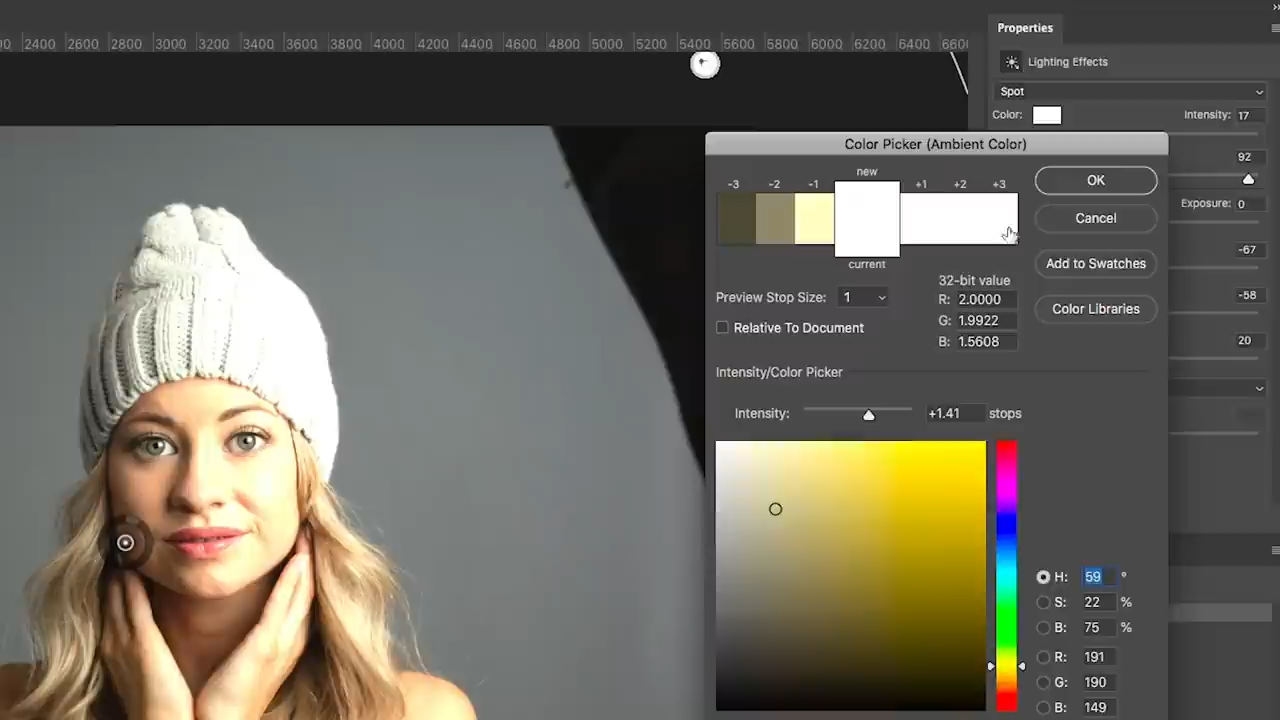 00 2400 2600 2800 3000 3200 3400 3600 3800 4000 4200 4400 4600 4800 5000 5200 5400 5600 5800 6000 6200 6400 6600
Properties
Lighting Effects
Spot
Color: Intensity: 17
92
Exposure: 0
-67
-58
20
Color Picker (Ambient Color)
new
-3 -2 -1 +1 +2 +3
current
OK
Cancel
Add to Swatches
Color Libraries
Preview Stop Size: 1
Relative To Document
32-bit value
R: 2.0000
G: 1.9922
B: 1.5608
Intensity/Color Picker
Intensity: +1.41 stops
H: 59 °
S: 22 %
B: 75 %
R: 191
G: 190
B: 149